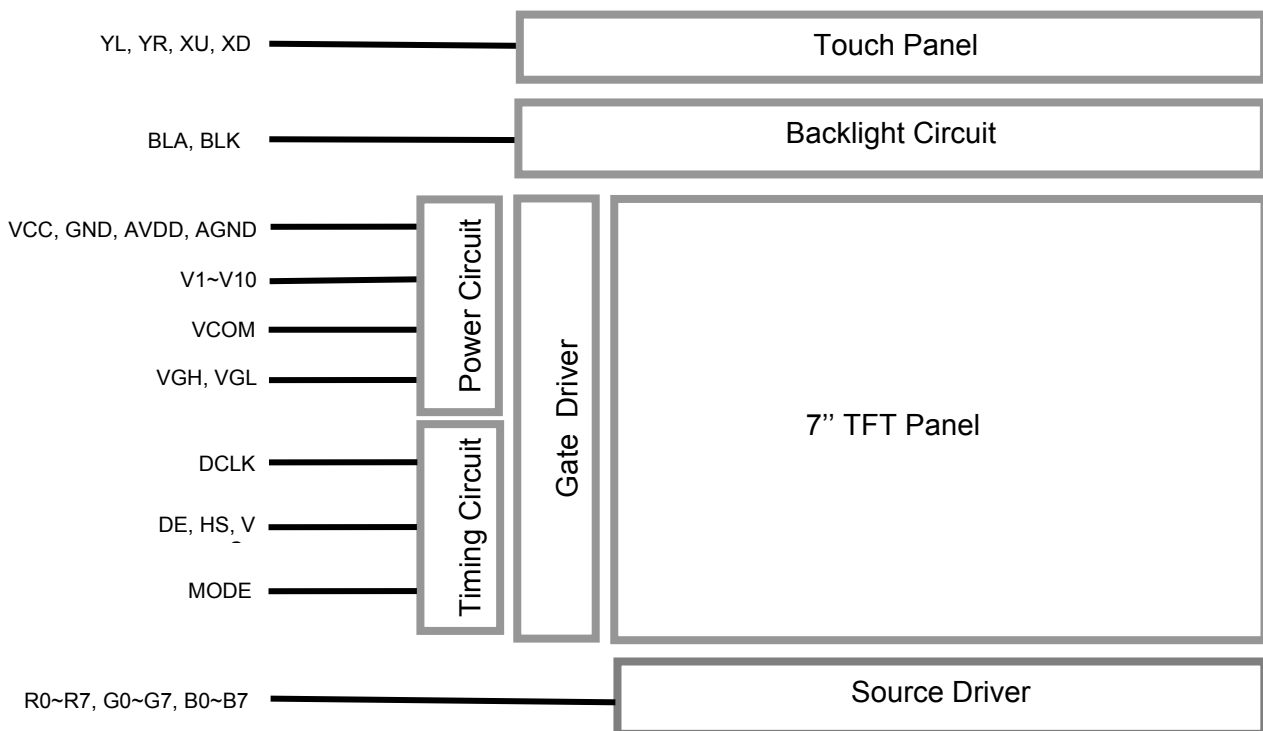 YL, YR, XU, XD
Touch Panel
BLA, BLK
Backlight Circuit
VCC, GND, AVDD, AGND
V1~V10
VCOM
VGH, VGL
Power Circuit
DCLK
DE, HS, V
MODE
Timing Circuit
Gate Driver
7’’ TFT Panel
R0~R7, G0~G7, B0~B7
Source Driver